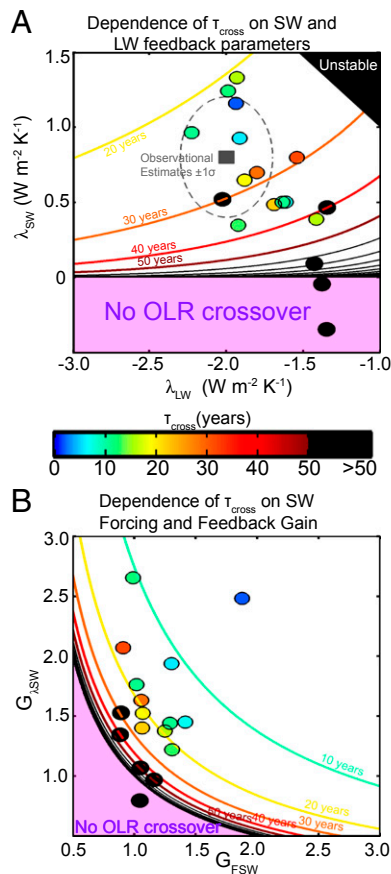 A
Dependence of τcross on SW and
LW feedback parameters
1.5
1.0
0.5
0
λSW (W m-2 K-1)
Unstable
20 years
Observational
Estimates ±1σ
30 years
40 years
50 years
No OLR crossover
-3.0 -2.5 -2.0 -1.5 -1.0
λLW (W m-2 K-1)
τcross(years)
0 10 20 30 40 50 >50
B
Dependence of τcross on SW
Forcing and Feedback Gain
3.0
2.5
2.0
1.5
1.0
GλSW
10 years
20 years
50 years 40 years 30 years
No OLR crossover
0.5 1.0 1.5 2.0 2.5 3.0
GFSW